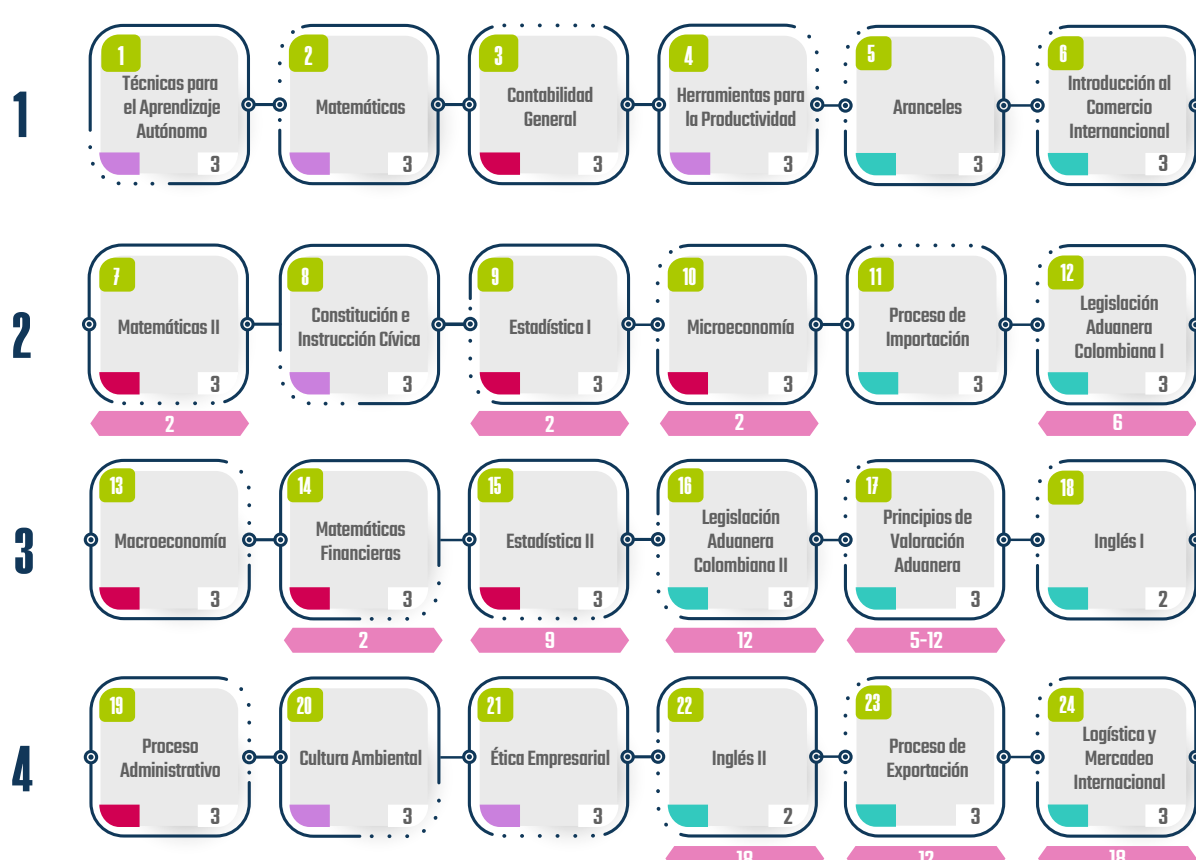 1
1
Técnicas para
el Aprendizaje
Autónomo
3
2
Matemáticas
3
3
Contabilidad
General
3
4
Herramientas para
la Productividad
3
5
Aranceles
3
6
Introducción al
Comercio
Internancional
3
2
7
Matemáticas II
3
2
8
Constitución e
Instrucción Cívica
3
9
Estadística I
3
2
10
Microeconomía
3
2
11
Proceso de
Importación
3
12
Legislación
Aduanera
Colombiana I
3
6
3
13
Macroeconomía
3
14
Matemáticas
Financieras
3
2
15
Estadística II
3
9
16
Legislación
Aduanera
Colombiana II
3
12
17
Principios de
Valoración
Aduanera
3
5-12
18
Inglés I
2
4
19
Proceso
Administrativo
3
20
Cultura Ambiental
3
21
Ética Empresarial
3
22
Inglés II
2
18
23
Proceso de
Exportación
3
12
24
Logística y
Mercadeo
Internacional
3
18